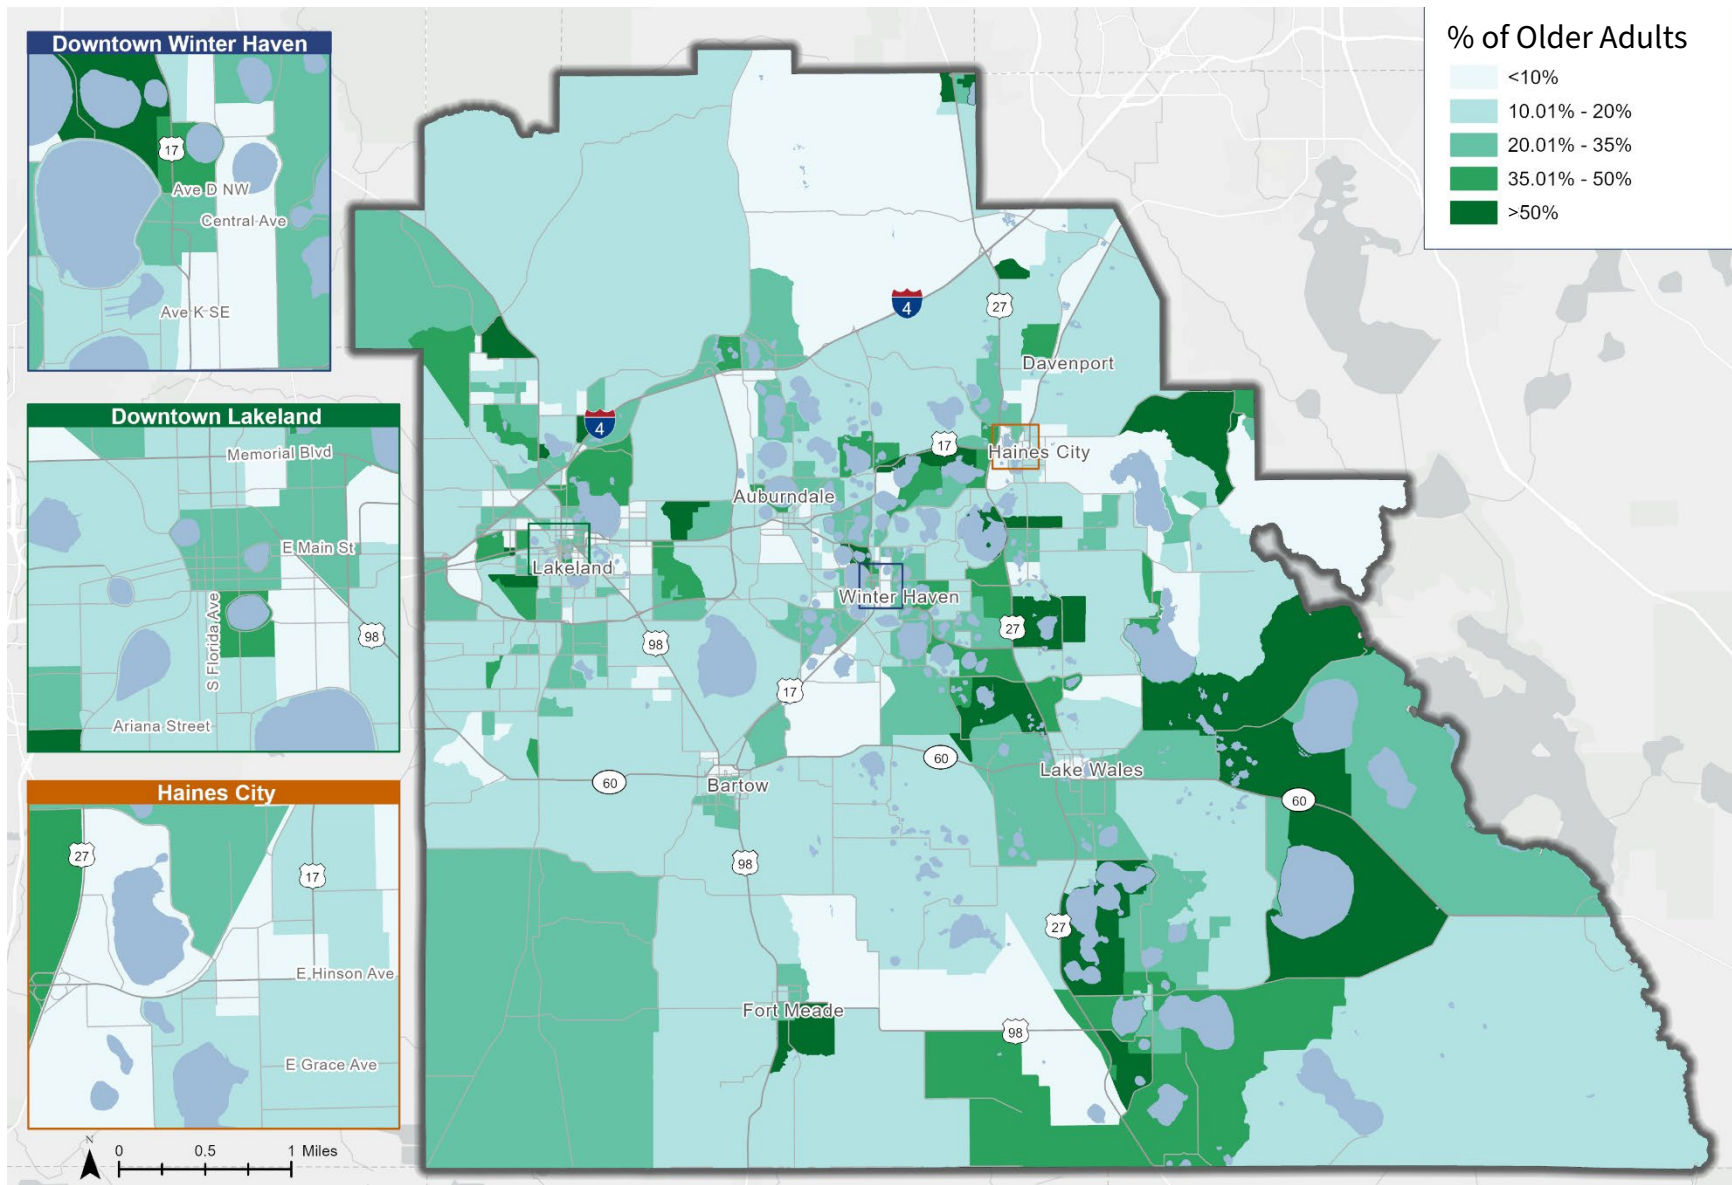 % of Older Adults
<10%
10.01% - 20%
20.01% - 35%
35.01% - 50%
>50%
Downtown Winter Haven
17
Ave D NW
Central Ave
Ave K SE
Downtown Lakeland
Memorial Blvd
E Main St
S Florida Ave
98
Ariana Street
Haines City
27
17
E Hinson Ave
E Grace Ave
N
0 0.5 1 Miles
4
27
Davenport
4
17
Haines City
Auburndale
Lakeland
Winter Haven
27
98
17
60
Lake Wales
60
Bartow
60
98
27
Fort Meade
98